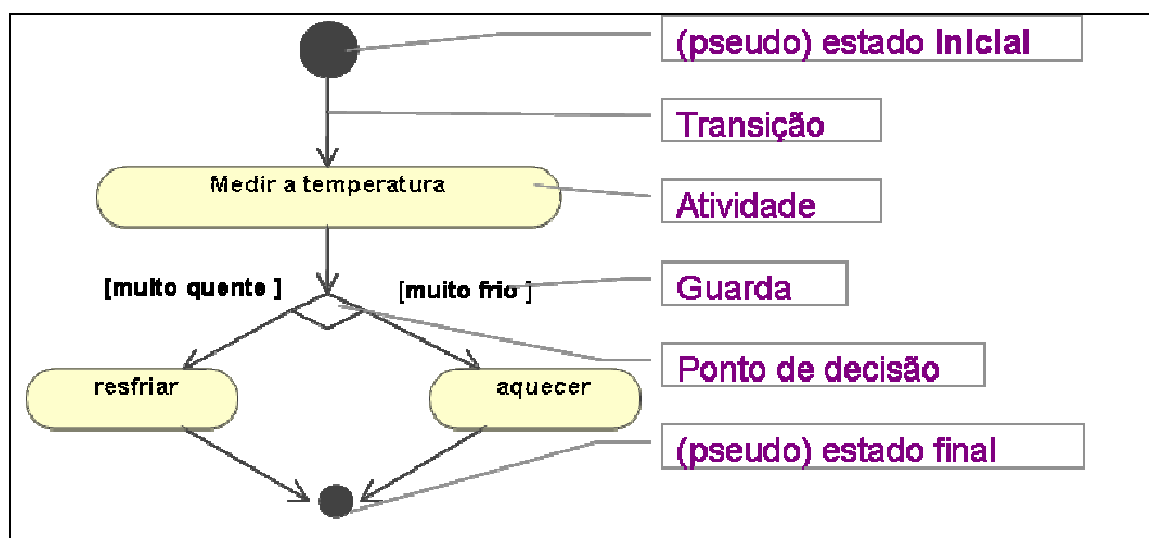 (pseudo) estado inicial
Transição
Medir a temperatura
Atividade
[muito quente ]
[muito frio ]
Guarda
Ponto de decisão
resfriar
aquecer
(pseudo) estado final